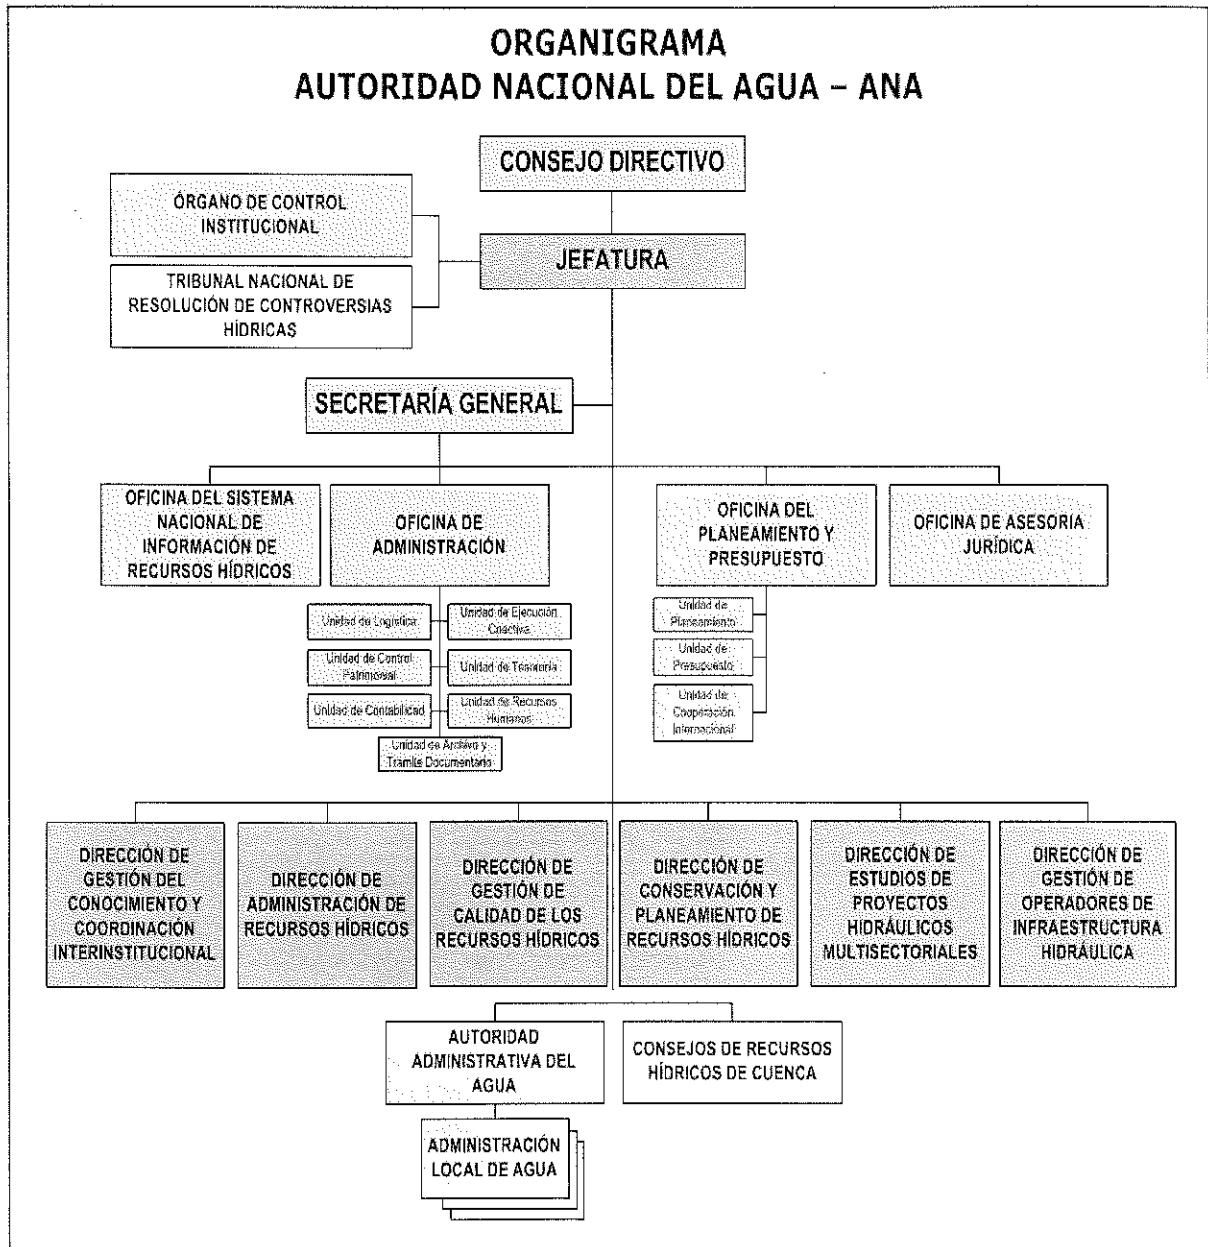 ORGANIGRAMA
AUTORIDAD NACIONAL DEL AGUA – ANA
CONSEJO DIRECTIVO
ÓRGANO DE CONTROL
INSTITUCIONAL
JEFATURA
TRIBUNAL NACIONAL DE
RESOLUCIÓN DE CONTROVERSIAS
HÍDRICAS
SECRETARÍA GENERAL
OFICINA DEL SISTEMA
NACIONAL DE
INFORMACIÓN DE
RECURSOS HÍDRICOS
OFICINA DE
ADMINISTRACIÓN
OFICINA DEL
PLANEAMIENTO Y
PRESUPUESTO
OFICINA DE ASESORIA
JURÍDICA
Unidad de Logística
Unidad de Ejecución
Coactiva
Unidad de Control
Patrimonial
Unidad de Tesorería
Unidad de Contabilidad
Unidad de Recursos
Humanos
Unidad de Archivo y
Trámite Documentario
Unidad de
Planeamiento
Unidad de
Presupuesto
Unidad de
Cooperación
Internacional
DIRECCIÓN DE
GESTIÓN DEL
CONOCIMIENTO Y
COORDINACIÓN
INTERINSTITUCIONAL
DIRECCIÓN DE
ADMINISTRACIÓN DE
RECURSOS HÍDRICOS
DIRECCIÓN DE
GESTIÓN DE
CALIDAD DE LOS
RECURSOS HÍDRICOS
DIRECCIÓN DE
CONSERVACIÓN Y
PLANEAMIENTO DE
RECURSOS HÍDRICOS
DIRECCIÓN DE
ESTUDIOS DE
PROYECTOS
HIDRÁULICOS
MULTISECTORIALES
DIRECCIÓN DE
GESTIÓN DE
OPERADORES DE
INFRAESTRUCTURA
HIDRÁULICA
AUTORIDAD
ADMINISTRATIVA DEL
AGUA
CONSEJOS DE RECURSOS
HÍDRICOS DE CUENCA
ADMINISTRACIÓN
LOCAL DE AGUA